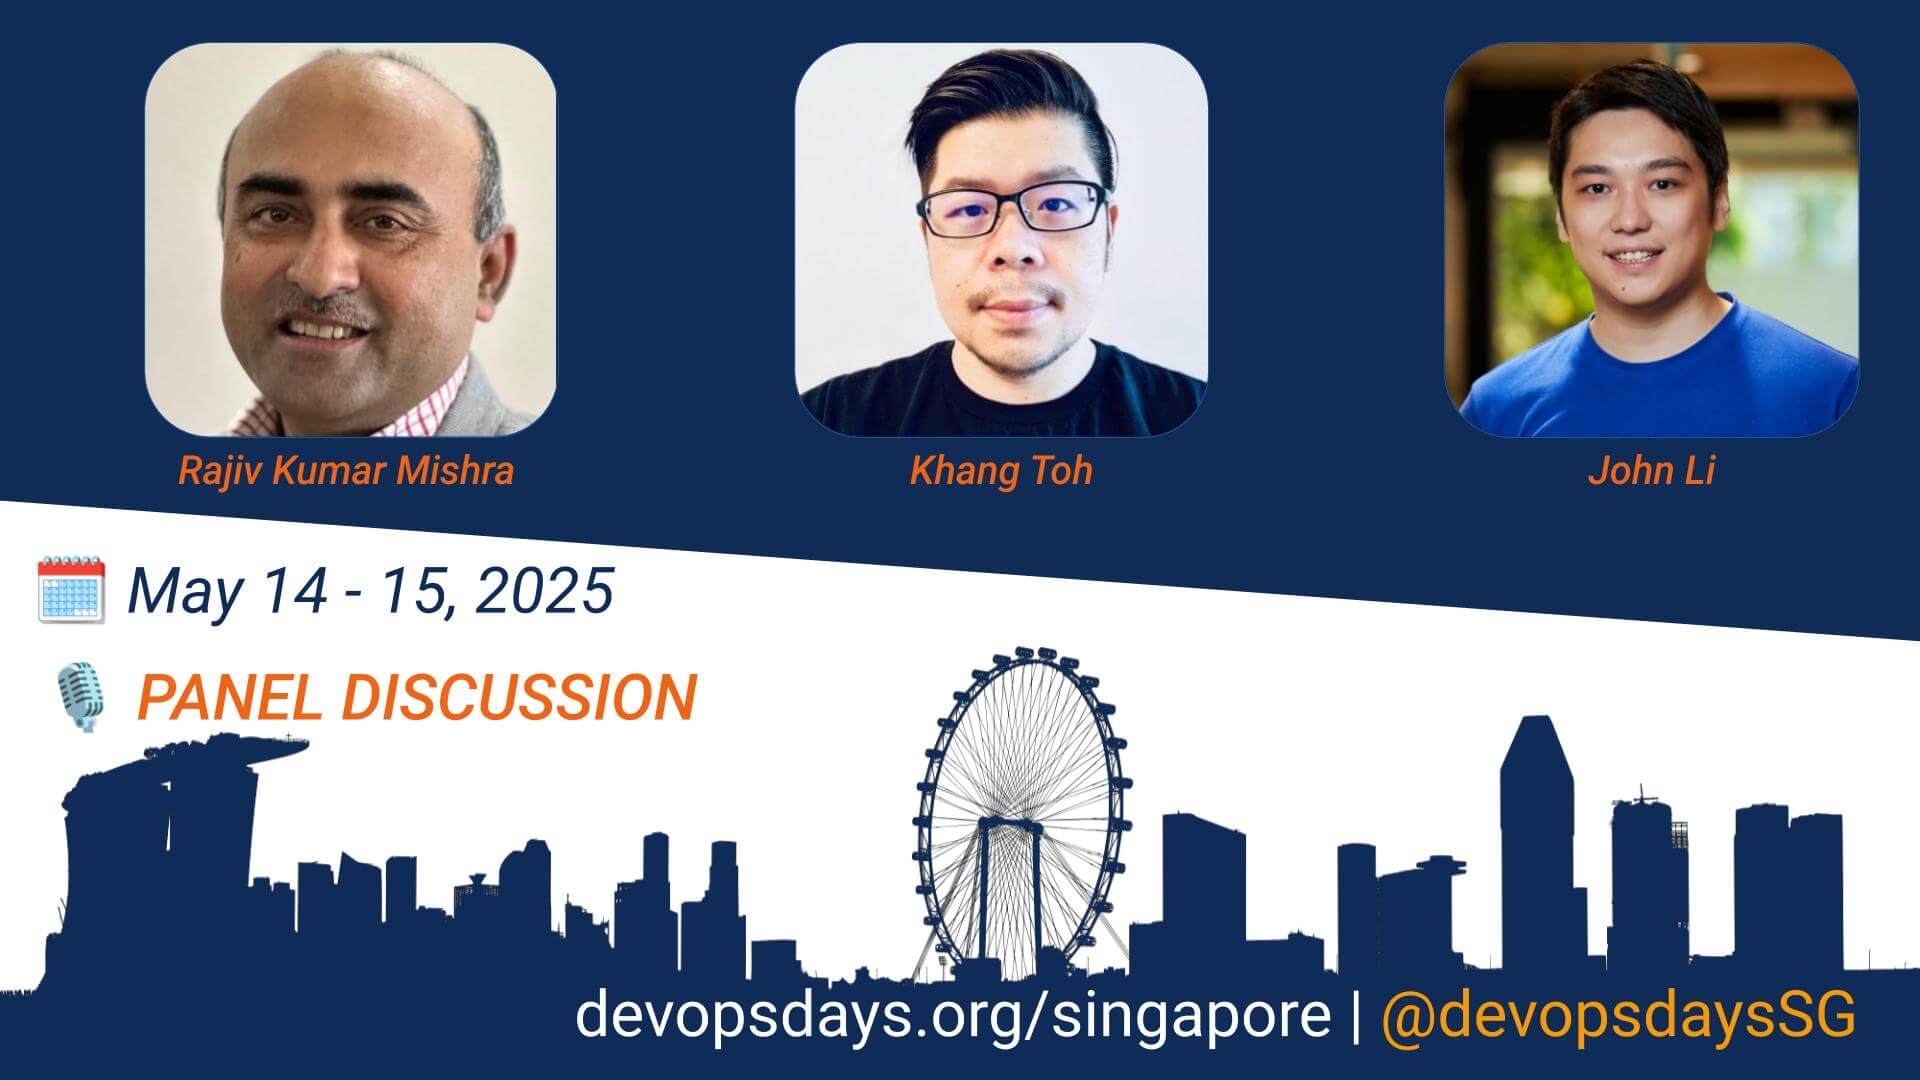 Rajiv Kumar Mishra
Khang Toh
John Li
May 14 - 15, 2025
PANEL DISCUSSION
devopsdays.org/singapore | @devopsdaysSG